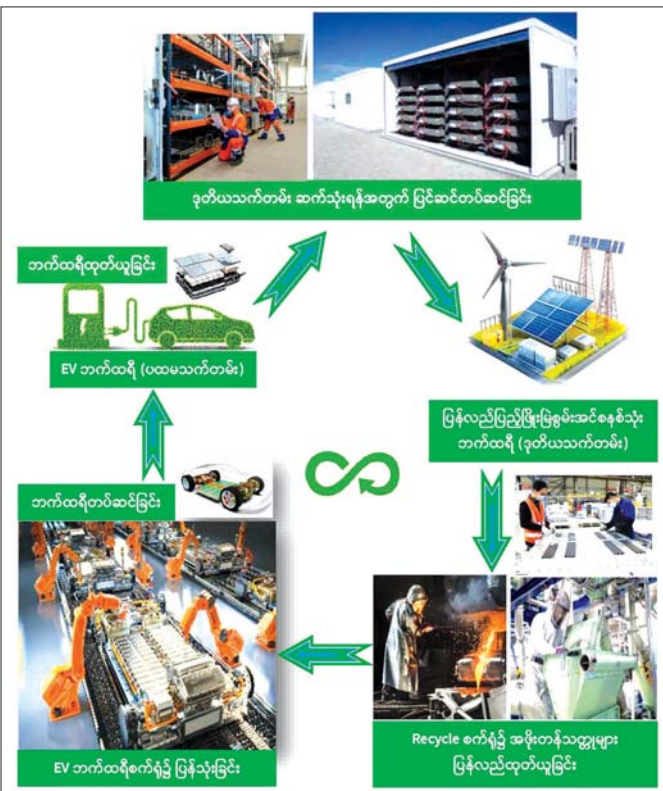 ဒုတိယသက်တမ်း ဆက်သုံးရန်အတွက် ပြင်ဆင်တပ်ဆင်ခြင်း
ဘက်ထရီထုတ်ယူခြင်း
EV ဘက်ထရီ (ပထမသက်တမ်း)
ပြန်လည်ပြည့်ဖြိုးမြဲစွမ်းအင်စနစ်သုံး
ဘက်ထရီ (ဒုတိယသက်တမ်း)
ဘက်ထရီတပ်ဆင်ခြင်း
EV ဘက်ထရီစက်ရုံ၌ ပြန်သုံးခြင်း
Recycle စက်ရုံ၌ အဖိုးတန်သတ္တုများ
ပြန်လည်ထုတ်ယူခြင်း